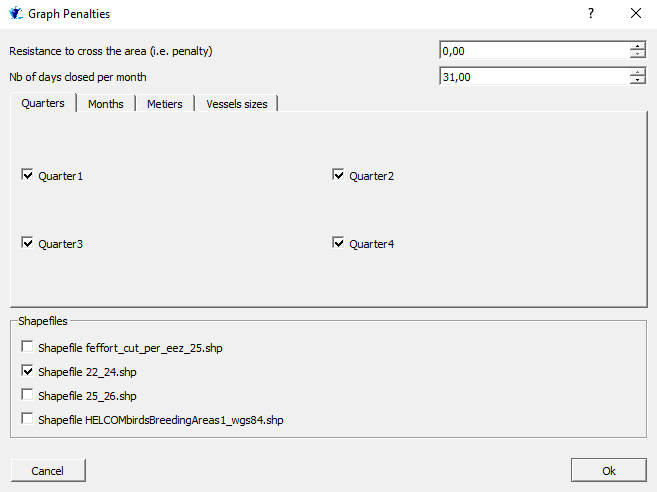 Graph Penalties
?
Resistance to cross the area (i.e. penalty)
0,00
Nb of days closed per month
31,00
Quarters Months Metiers Vessels sizes
Quarter1 Quarter2
Quarter3 Quarter4
Shapefiles
Shapefile feffort_cut_per_eez_25.shp
Shapefile 22_24.shp
Shapefile 25_26.shp
Shapefile HELCOMbirdsBreedingAreas1_wgs84.shp
Cancel Ok